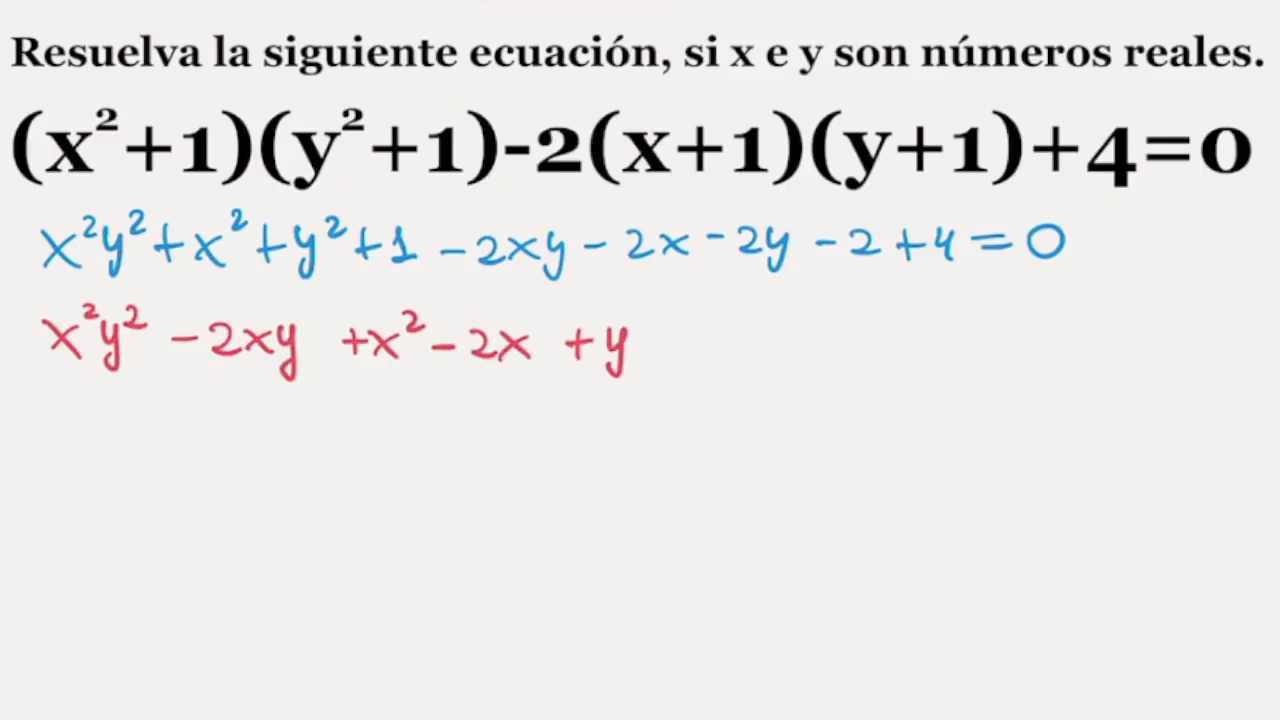 Resuelva la siguiente ecuación, si x e y son números reales.
(x²+1)(y²+1)-2(x+1)(y+1)+4=0
x²y²+x²+y²+1-2xy-2x-2y-2+4=0
x²y²-2xy +x²-2x +y